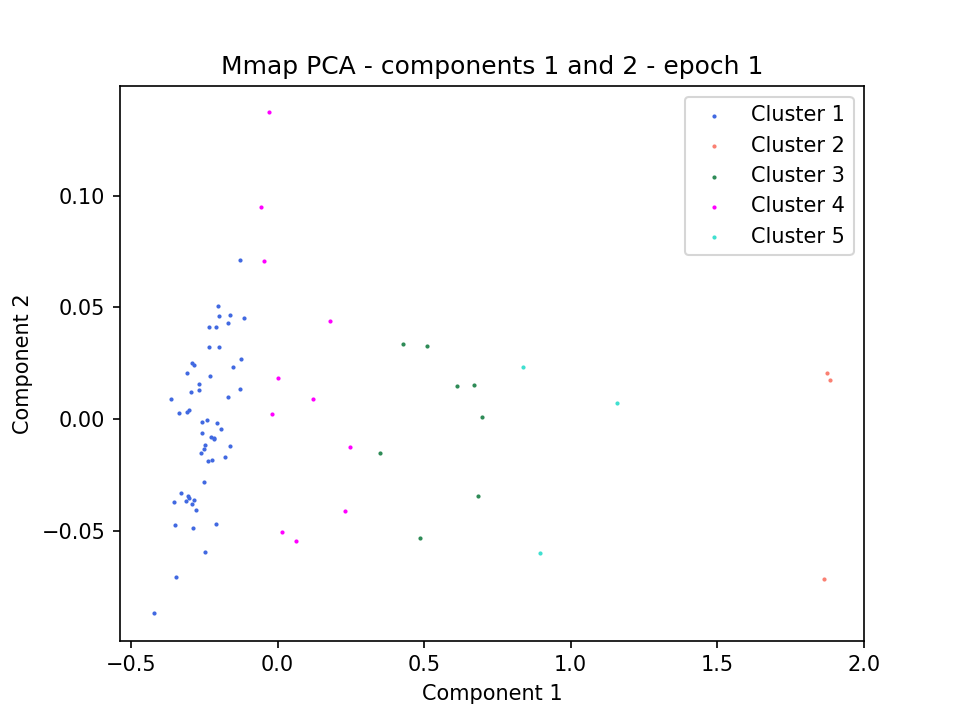 Mmap PCA - components 1 and 2 - epoch 1
Cluster 1
Cluster 2
Cluster 3
Cluster 4
Cluster 5
Component 2
0.10
0.05
0.00
−0.05
−0.5
0.0
0.5
1.0
1.5
2.0
Component 1